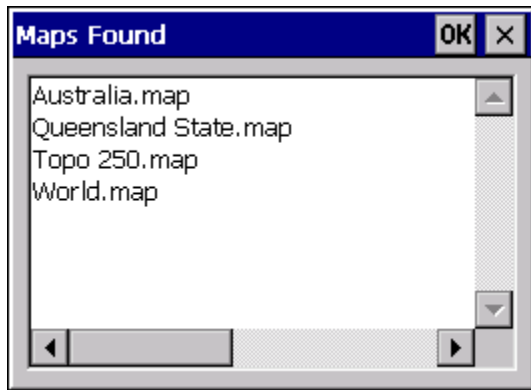 Maps Found OK
Australia.map
Queensland State.map
Topo 250.map
World.map